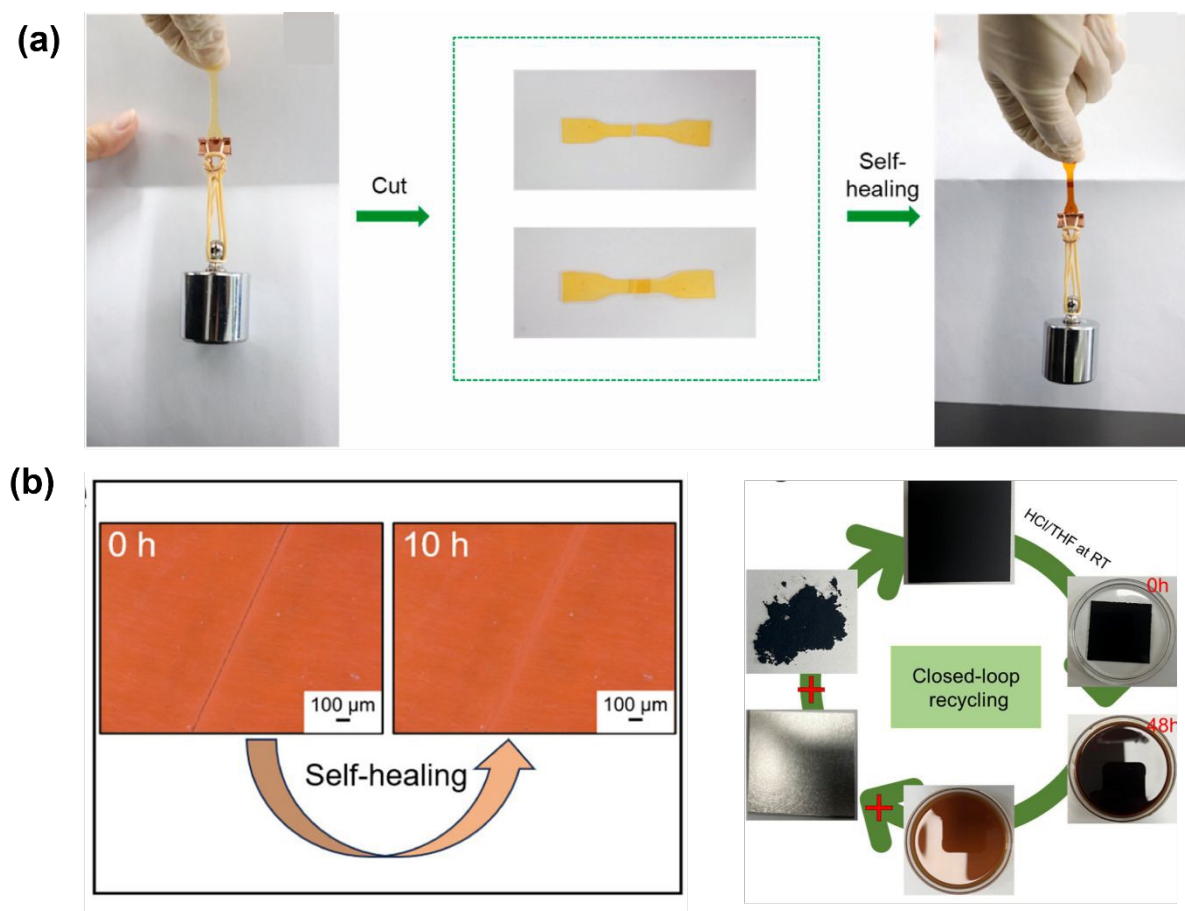 (a)
Cut
Self-
healing
(b)
0 h
10 h
100 μm
100 μm
Self-healing
HCl/THF at RT
0h
Closed-loop
recycling
48h